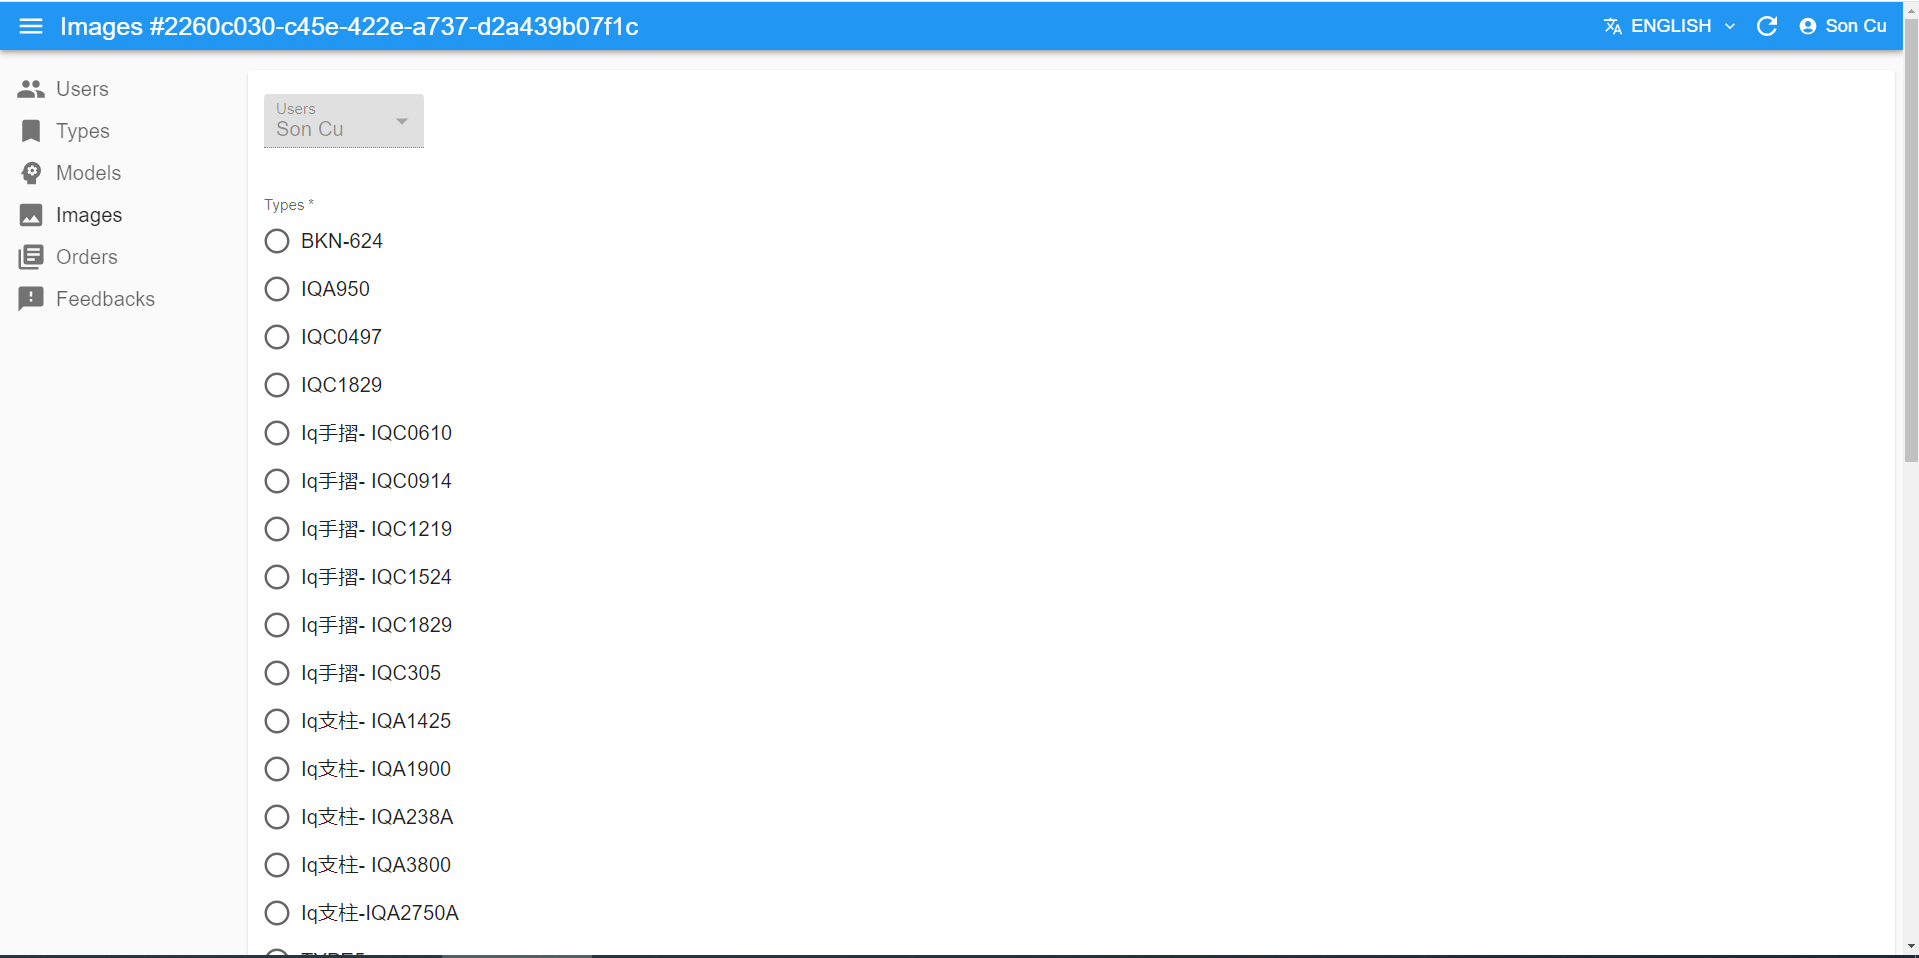 Images #2260c030-c45e-422e-a737-d2a439b07f1c
ENGLISH
Son Cu
Users
Types
Models
Images
Orders
Feedbacks
Users
Son Cu
Types *
BKN-624
IQA950
IQC0497
IQC1829
Iq手摺- IQC0610
Iq手摺- IQC0914
Iq手摺- IQC1219
Iq手摺- IQC1524
Iq手摺- IQC1829
Iq手摺- IQC305
Iq支柱- IQA1425
Iq支柱- IQA1900
Iq支柱- IQA238A
Iq支柱- IQA3800
Iq支柱-IQA2750A